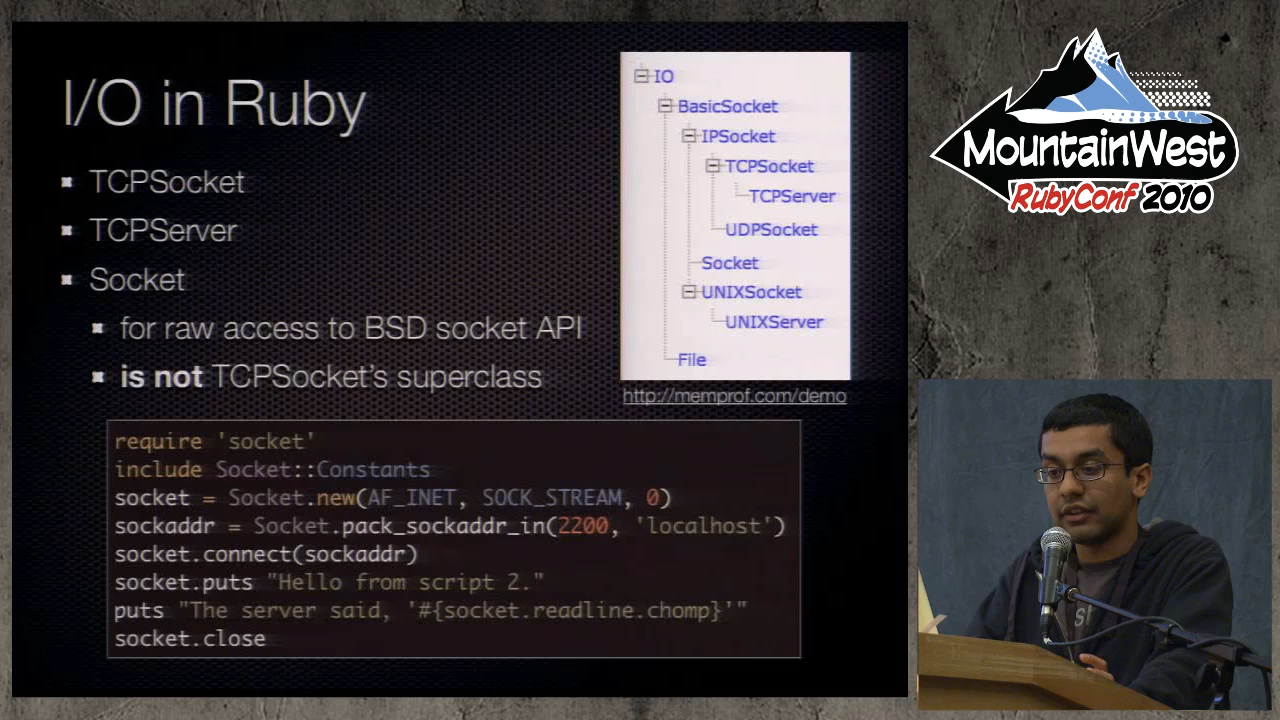 I/O in Ruby
TCPSocket
TCPServer
Socket
for raw access to BSD socket API
is not TCPSocket's superclass
IO
BasicSocket
IPSocket
TCPSocket
TCPServer
UDPSocket
Socket
UNIXSocket
UNIXServer
File
http://memprof.com/demo
require 'socket'
include Socket::Constants
socket = Socket.new(AF_INET, SOCK_STREAM, 0)
sockaddr = Socket.pack_sockaddr_in(2200, 'localhost')
socket.connect(sockaddr)
socket.puts "Hello from script 2."
puts "The server said, '#{socket.readline.chomp}'"
socket.close
MountainWest
RubyConf 2010